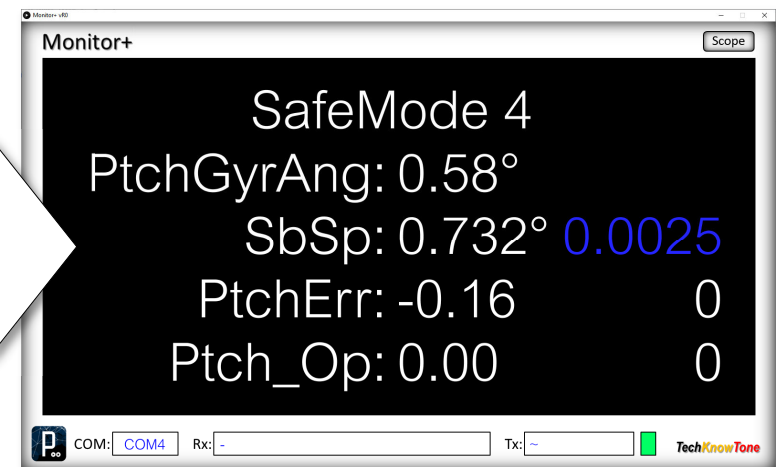 Monitor+ vR0
Monitor+
Scope
SafeMode 4
PtchGyrAng: 0.58°
SbSp: 0.732° 0.0025
PtchErr: -0.16 0
Ptch_Op: 0.00 0
P COM: COM4 Rx: - Tx: ~ TechKnowTone